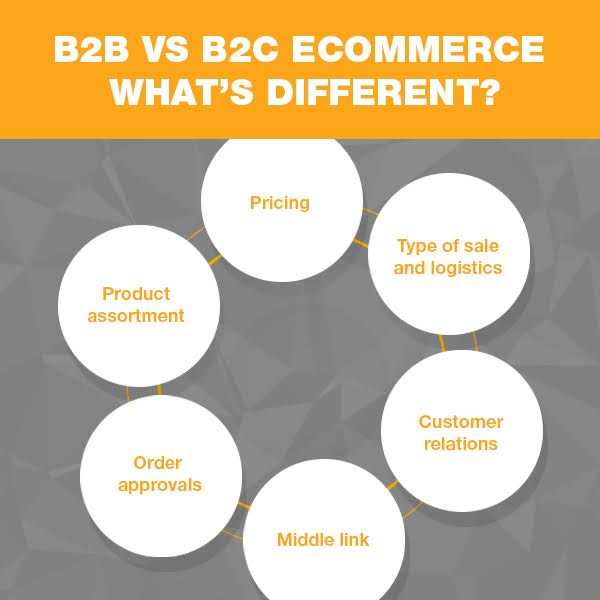 B2B VS B2C ECOMMERCE
WHAT'S DIFFERENT?
Pricing
Type of sale
and logistics
Customer
relations
Middle link
Order
approvals
Product
assortment